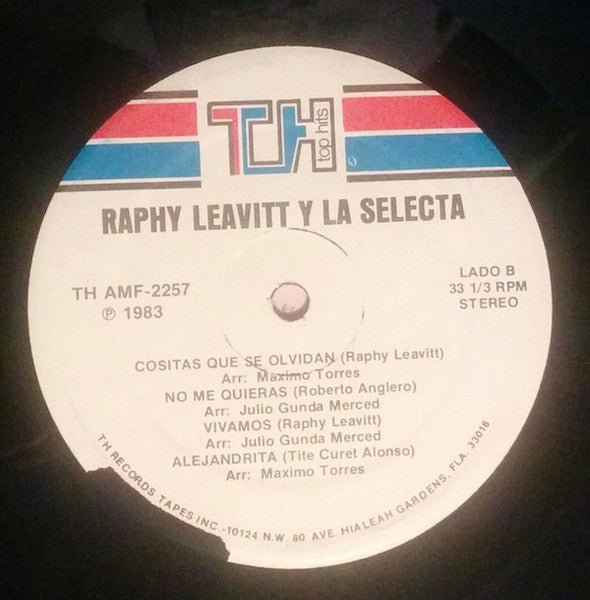 TH
top hits
RAPHY LEAVITT Y LA SELECTA
TH AMF-2257
℗ 1983
LADO B
33 1/3 RPM
STEREO
COSITAS QUE SE OLVIDAN (Raphy Leavitt)
Arr: Maximo Torres
NO ME QUIERAS (Roberto Anglero)
Arr: Julio Gunda Merced
VIVAMOS (Raphy Leavitt)
Arr: Julio Gunda Merced
ALEJANDRITA (Tite Curet Alonso)
Arr: Maximo Torres
TH RECORDS TAPES INC.-10124 N.W. 80 AVE. HIALEAH GARDENS, FLA. 33016